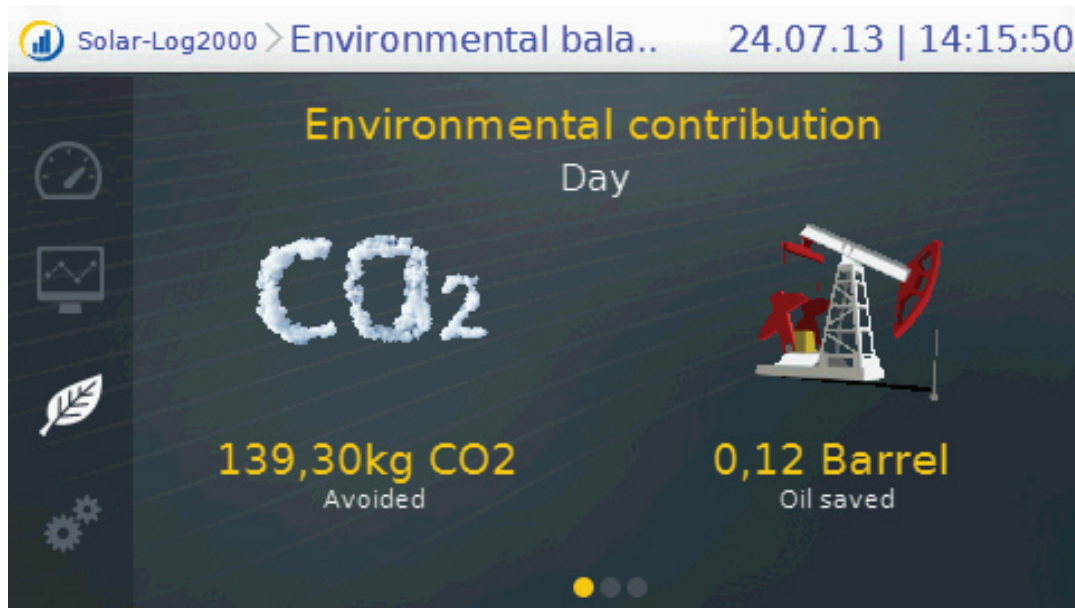 Solar-Log2000 > Environmental bala.. 24.07.13 | 14:15:50
Environmental contribution
Day
CO2
139,30kg CO2 0,12 Barrel
Avoided Oil saved